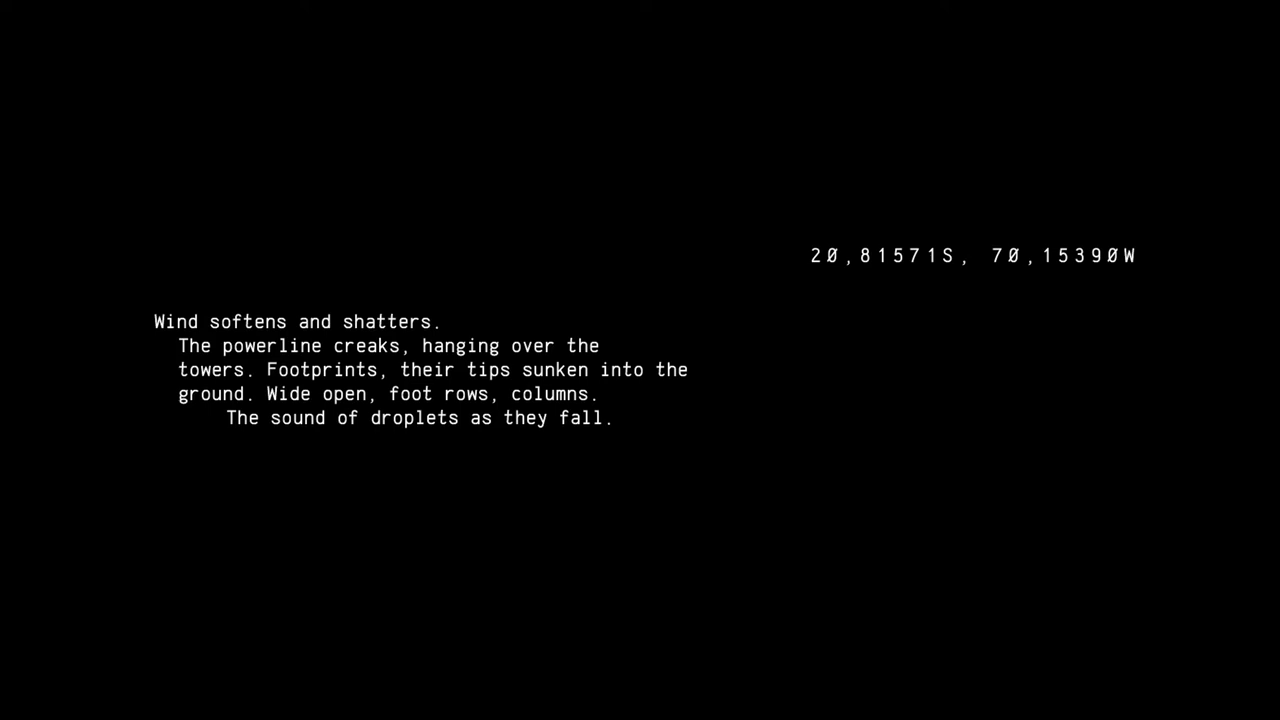 20,81571S, 70,15390W
Wind softens and shatters.
The powerline creaks, hanging over the
towers. Footprints, their tips sunken into the
ground. Wide open, foot rows, columns.
The sound of droplets as they fall.